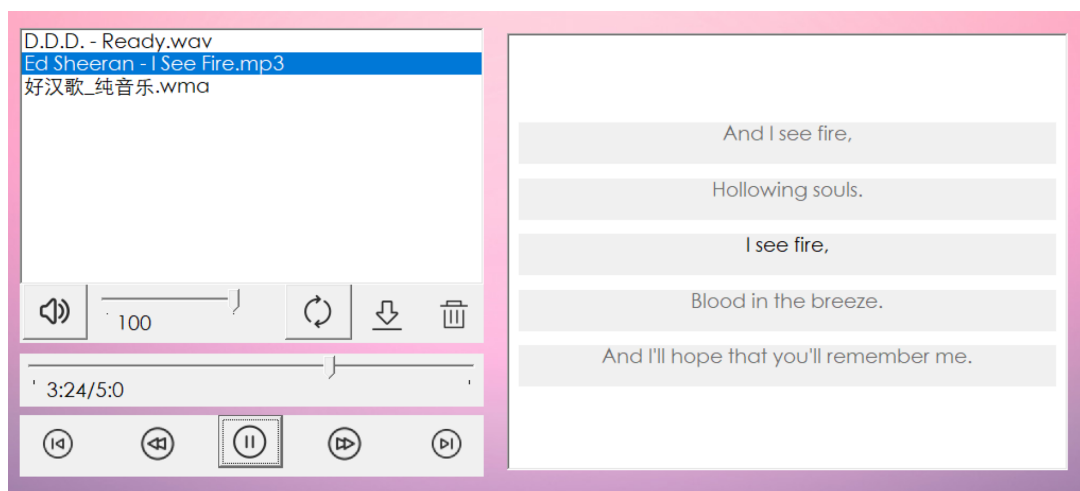 D.D.D. - Ready.wav
Ed Sheeran - I See Fire.mp3
好汉歌_纯音乐.wma
100
3:24/5:0
And I see fire,
Hollowing souls.
I see fire,
Blood in the breeze.
And I'll hope that you'll remember me.